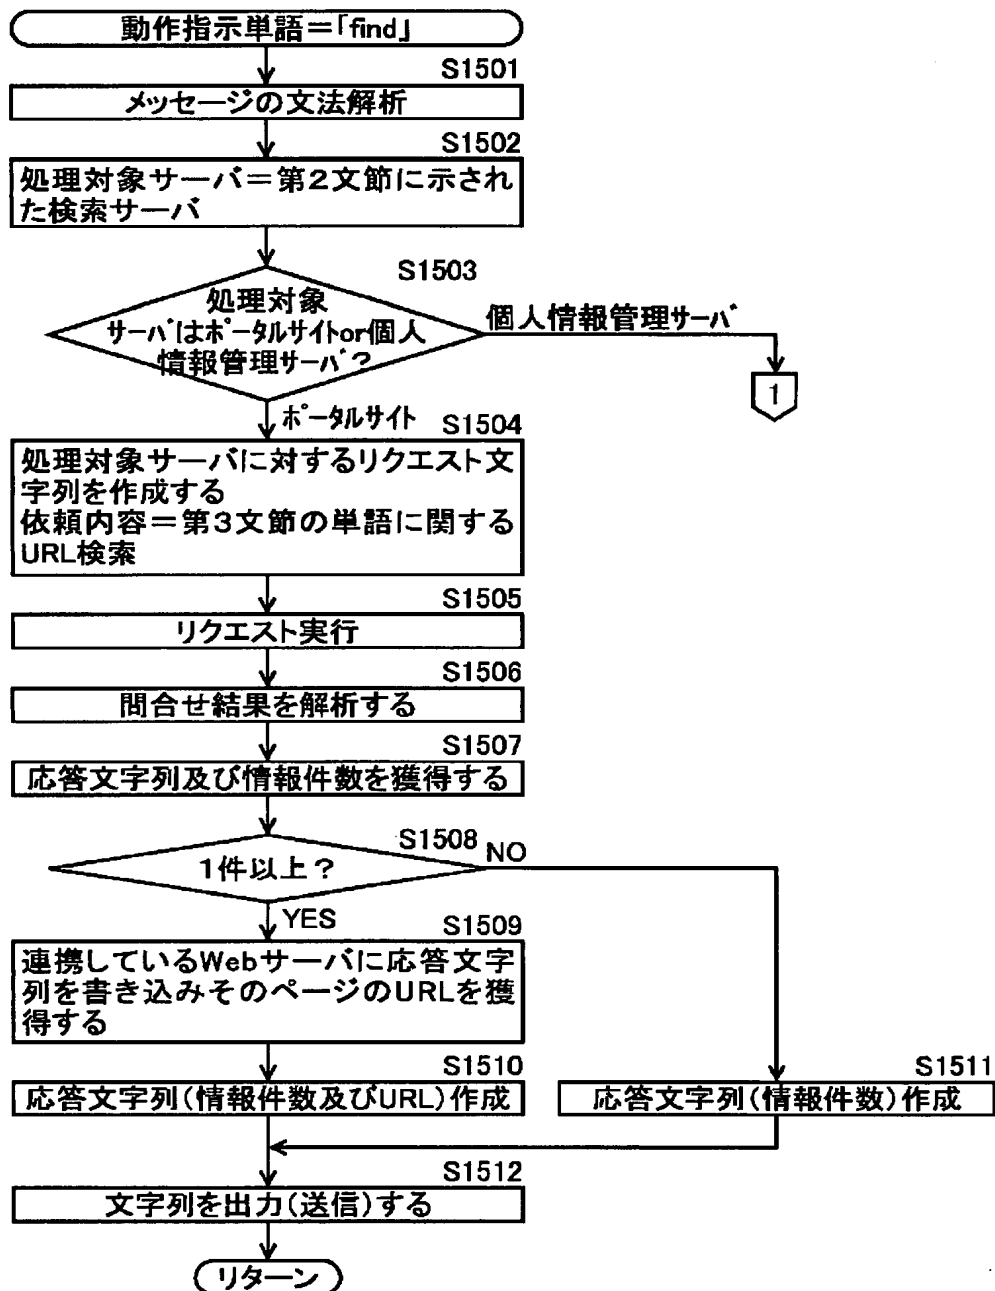 動作指示単語＝「find」
S1501
メッセージの文法解析
S1502
処理対象サーバ＝第2文節に示され
た検索サーバ
S1503
処理対象
サーバはポータルサイトor個人
情報管理サーバ？
個人情報管理サーバ
1
ポータルサイト
S1504
処理対象サーバに対するリクエスト文
字列を作成する
依頼内容＝第3文節の単語に関する
URL検索
S1505
リクエスト実行
S1506
問合せ結果を解析する
S1507
応答文字列及び情報件数を獲得する
S1508
1件以上？
NO
YES
S1509
連携しているWebサーバに応答文字
列を書き込みそのページのURLを獲
得する
S1510
応答文字列(情報件数及びURL)作成
S1511
応答文字列(情報件数)作成
S1512
文字列を出力(送信)する
リターン